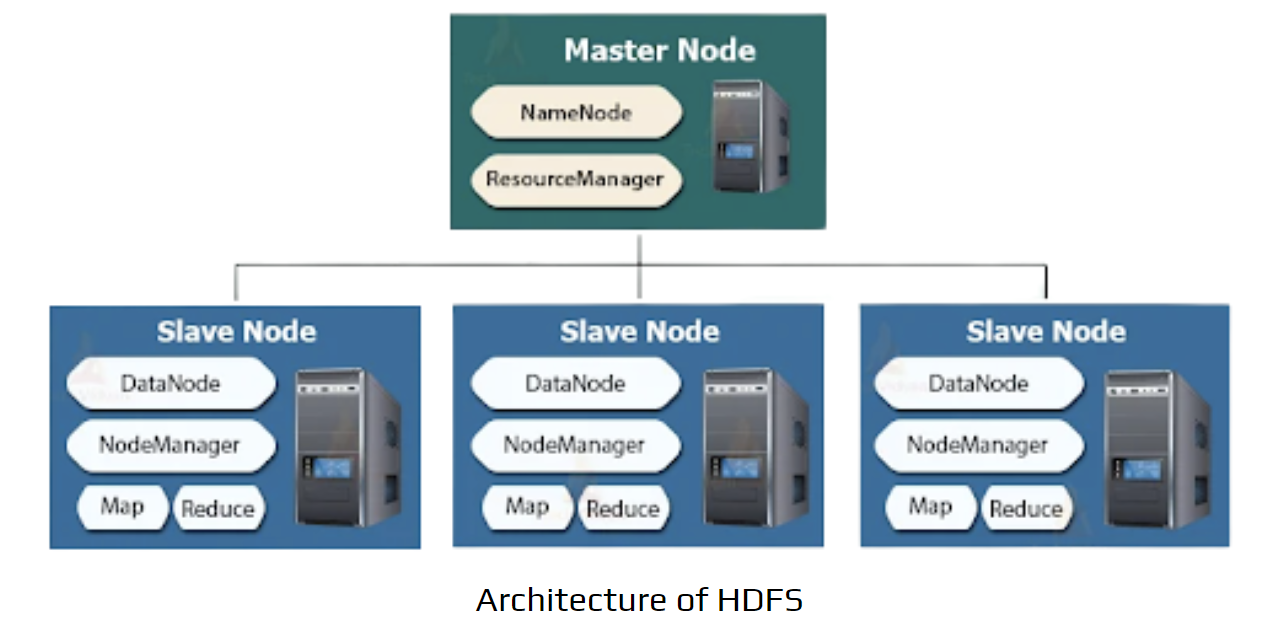 Master Node
NameNode
ResourceManager
Slave Node
DataNode
NodeManager
Map
Reduce
Slave Node
DataNode
NodeManager
Map
Reduce
Slave Node
DataNode
NodeManager
Map
Reduce
Architecture of HDFS